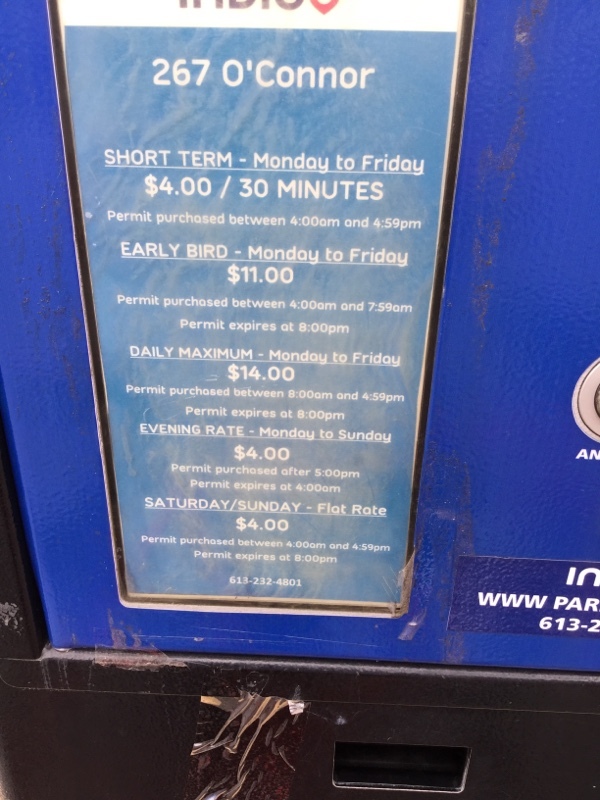 267 O'Connor
SHORT TERM - Monday to Friday
$4.00 / 30 MINUTES
Permit purchased between 4:00am and 4:59pm
EARLY BIRD - Monday to Friday
$11.00
Permit purchased between 4:00am and 7:59am
Permit expires at 8:00pm
DAILY MAXIMUM - Monday to Friday
$14.00
Permit purchased between 8:00am and 4:59pm
Permit expires at 8:00pm
EVENING RATE - Monday to Sunday
$4.00
Permit purchased after 5:00pm
Permit expires at 4:00am
SATURDAY/SUNDAY - Flat Rate
$4.00
Permit purchased between 4:00am and 4:59pm
Permit expires at 8:00pm
613-232-4801
AN
WWW PAR
613-2